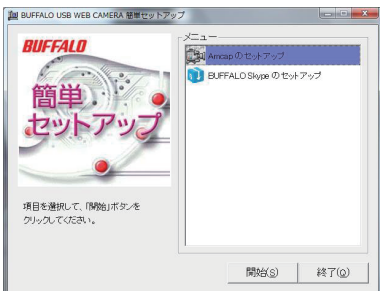 BUFFALO USB WEB CAMERA 簡単セットアップ
BUFFALO
簡単
セットアップ
項目を選択して、「開始」ボタンを
クリックしてください。
メニュー
Amcap のセットアップ
BUFFALO Skype のセットアップ
開始(S)
終了(Q)